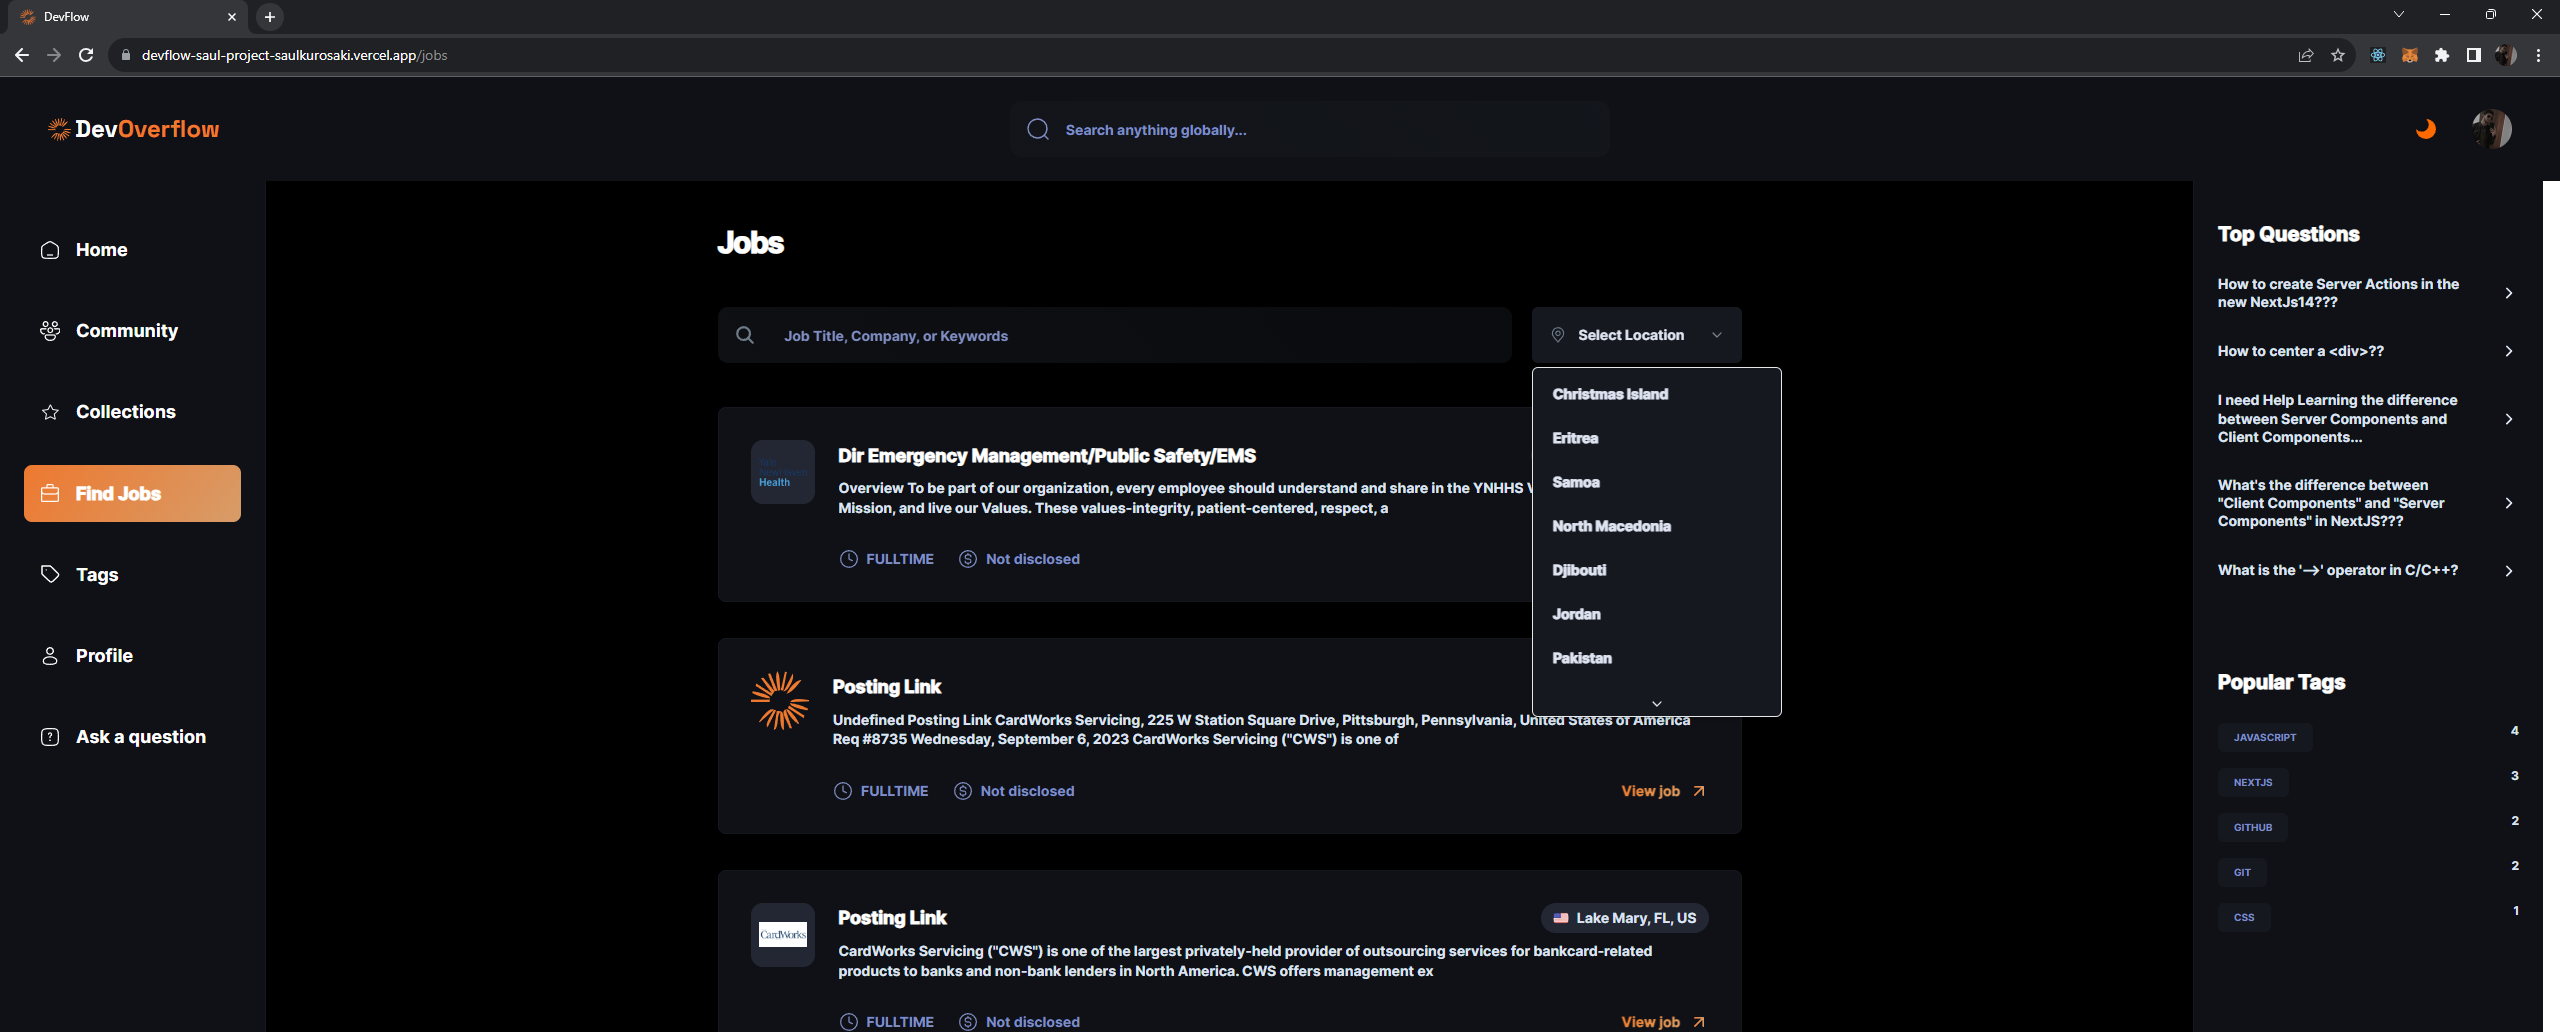 DevFlow
devflow-saul-project-saulkurosaki.vercel.app/jobs
DevOverflow
Search anything globally...
Home
Community
Collections
Find Jobs
Tags
Profile
Ask a question
Jobs
Job Title, Company, or Keywords
Select Location
Christmas Island
Eritrea
Samoa
North Macedonia
Djibouti
Jordan
Pakistan
Health
Dir Emergency Management/Public Safety/EMS
Overview To be part of our organization, every employee should understand and share in the YNHHS
Mission, and live our Values. These values-integrity, patient-centered, respect, a
FULLTIME
Not disclosed
Posting Link
Undefined Posting Link CardWorks Servicing, 225 W Station Square Drive, Pittsburgh, Pennsylvania, United States of America
Req #8735 Wednesday, September 6, 2023 CardWorks Servicing ("CWS") is one of
FULLTIME
Not disclosed
View job
CardWorks
Posting Link
Lake Mary, FL, US
CardWorks Servicing ("CWS") is one of the largest privately-held provider of outsourcing services for bankcard-related
products to banks and non-bank lenders in North America. CWS offers management ex
FULLTIME
Not disclosed
View job
Top Questions
How to create Server Actions in the
new NextJs14???
How to center a <div>??
I need Help Learning the difference
between Server Components and
Client Components...
What's the difference between
"Client Components" and "Server
Components" in NextJS???
What is the '-->' operator in C/C++?
Popular Tags
JAVASCRIPT 4
NEXTJS 3
GITHUB 2
GIT 2
CSS 1